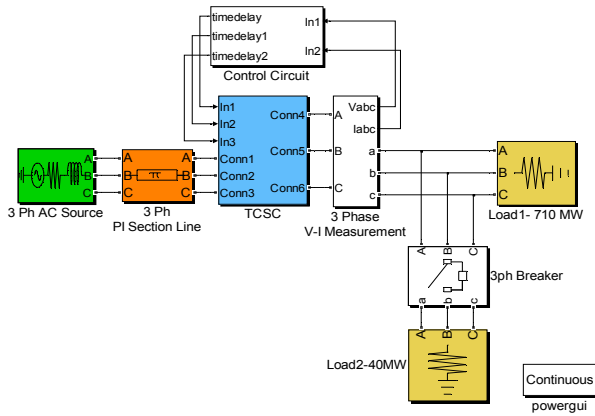 timedelay
timedelay1
timedelay2
In1
In2
Control Circuit
In1
In2
In3
Conn1
Conn2
Conn3
Conn4
Conn5
Conn6
TCSC
A
B
C
Vabc
Iabc
a
b
c
3 Phase
V-I Measurement
A
B
C
3 Ph AC Source
A
B
C
A
B
C
3 Ph
PI Section Line
A
B
C
Load1- 710 MW
A
B
C
a
b
c
3ph Breaker
A
B
C
Load2-40MW
Continuous
powergui